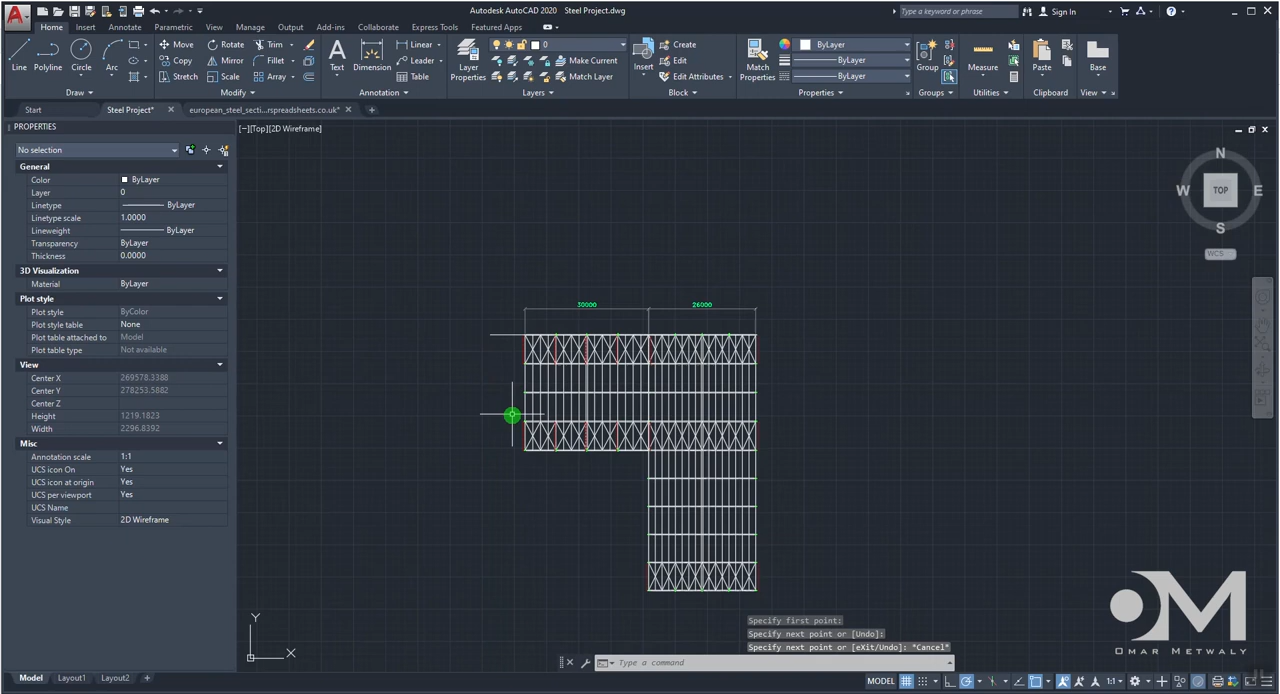 Autodesk AutoCAD 2020 Steel Project.dwg
Type a keyword or phrase
Sign In
Home Insert Annotate Parametric View Manage Output Add-ins Collaborate Express Tools Featured Apps
Line Polyline Circle Arc
Move Rotate Trim
Copy Mirror Fillet
Stretch Scale Array
Draw Modify
Text Dimension
Linear
Leader
Table
Annotation
Layer Properties
0
Make Current
Match Layer
Layers
Insert
Create
Edit
Edit Attributes
Block
Match Properties
ByLayer
ByLayer
ByLayer
Properties
Group
Groups
Measure
Utilities
Paste
Clipboard
Base
View
Start Steel Project* european_steel_secti...rspreadsheets.co.uk*
PROPERTIES
[−][Top][2D Wireframe]
No selection
General
Color ByLayer
Layer 0
Linetype ByLayer
Linetype scale 1.0000
Lineweight ByLayer
Transparency ByLayer
Thickness 0.0000
3D Visualization
Material ByLayer
Plot style
Plot style ByColor
Plot style table None
Plot table attached to Model
Plot table type Not available
View
Center X 269578.3388
Center Y 278253.5882
Center Z
Height 1219.1823
Width 2296.8392
Misc
Annotation scale 1:1
UCS icon On Yes
UCS icon at origin Yes
UCS per viewport Yes
UCS Name
Visual Style 2D Wireframe
N
W TOP E
S
WCS
30000 26000
Y
X
Specify first point:
Specify next point or [Undo]:
Specify next point or [eXit/Undo]: *Cancel*
Type a command
OM
OMAR METWALY
Model Layout1 Layout2
MODEL 1:1